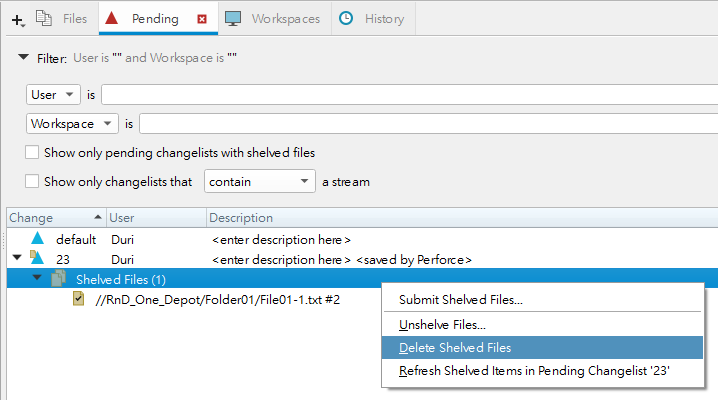 Files Pending Workspaces History
Filter: User is "" and Workspace is ""
User is
Workspace is
Show only pending changelists with shelved files
Show only changelists that contain a stream
Change User Description
default Duri <enter description here>
23 Duri <enter description here> <saved by Perforce>
Shelved Files (1)
//RnD_One_Depot/Folder01/File01-1.txt #2
Submit Shelved Files...
Unshelve Files...
Delete Shelved Files
Refresh Shelved Items in Pending Changelist '23'